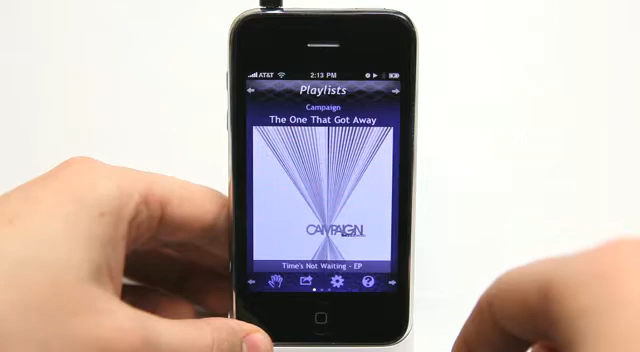 AT&T 2:13 PM
Playlists
Campaign
The One That Got Away
CAMPAIGN
Time's Not Waiting - EP
?